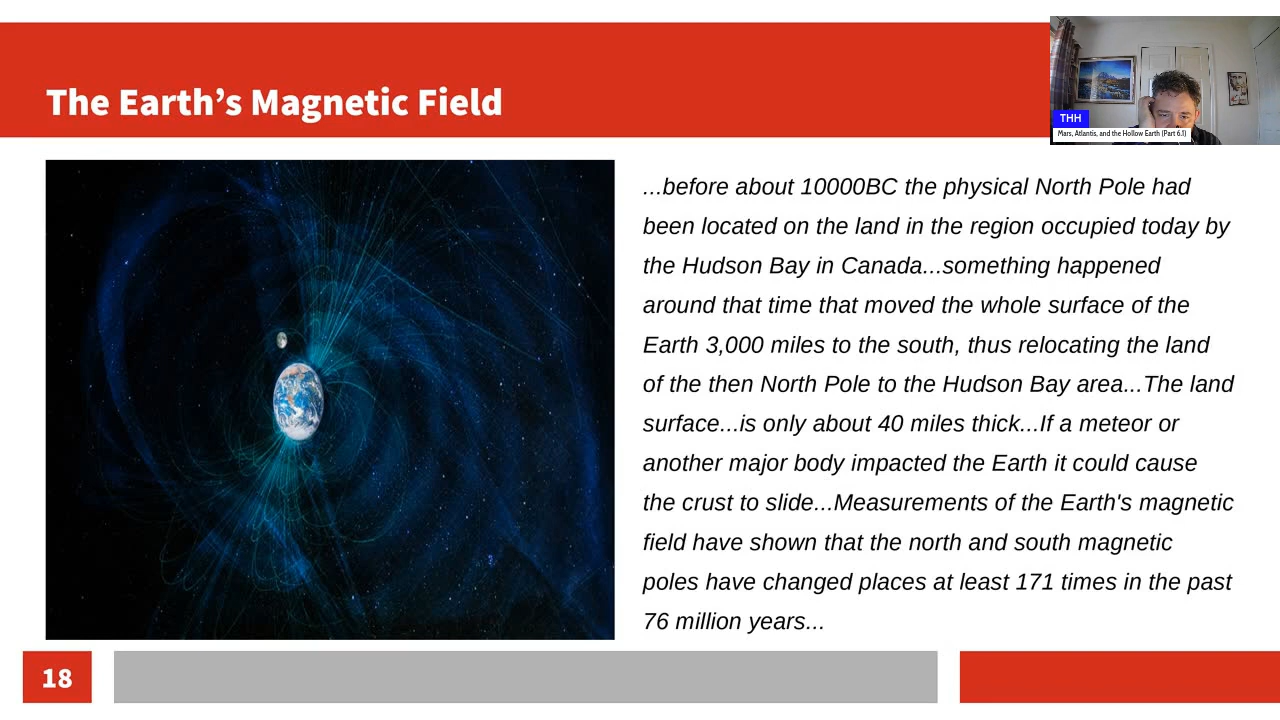 The Earth’s Magnetic Field
THH
Mars, Atlantis, and the Hollow Earth (Part 6.1)
...before about 10000BC the physical North Pole had
been located on the land in the region occupied today by
the Hudson Bay in Canada...something happened
around that time that moved the whole surface of the
Earth 3,000 miles to the south, thus relocating the land
of the then North Pole to the Hudson Bay area...The land
surface...is only about 40 miles thick...If a meteor or
another major body impacted the Earth it could cause
the crust to slide...Measurements of the Earth's magnetic
field have shown that the north and south magnetic
poles have changed places at least 171 times in the past
76 million years...
18